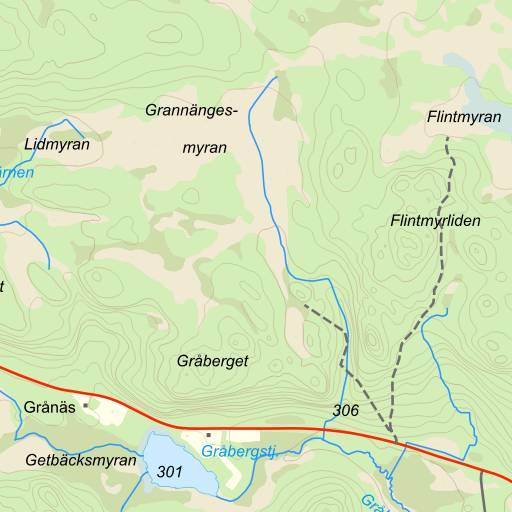 Grannänges-
Flintmyran
Lidmyran
myran
Flintmyrliden
Gråberget
Grånäs
306
Gråbergstj.
Getbäcksmyran
301